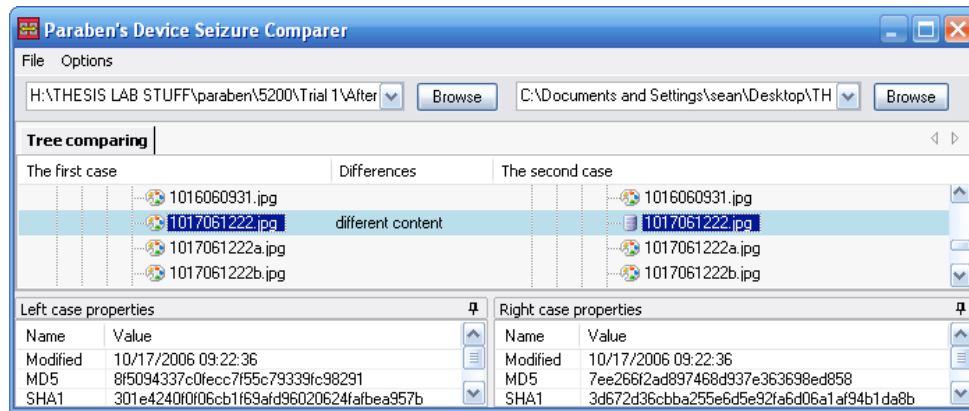 Paraben's Device Seizure Comparer
File Options
H:\THESIS LAB STUFF\paraben\5200\Trial 1\After Browse C:\Documents and Settings\sean\Desktop\TH Browse
Tree comparing
The first case Differences The second case
1016060931.jpg 1016060931.jpg
1017061222.jpg different content 1017061222.jpg
1017061222a.jpg 1017061222a.jpg
1017061222b.jpg 1017061222b.jpg
Left case properties Right case properties
Name Value Name Value
Modified 10/17/2006 09:22:36 Modified 10/17/2006 09:22:36
MD5 8f5094337c0fecc7f55c79339fc98291 MD5 7ee266f2ad897468d937e363698ed858
SHA1 301e4240f0f06cb1f69afd96020624fafbea957b SHA1 3d672d36cbba255e6d5e92fa6d06a1af94b1da8b